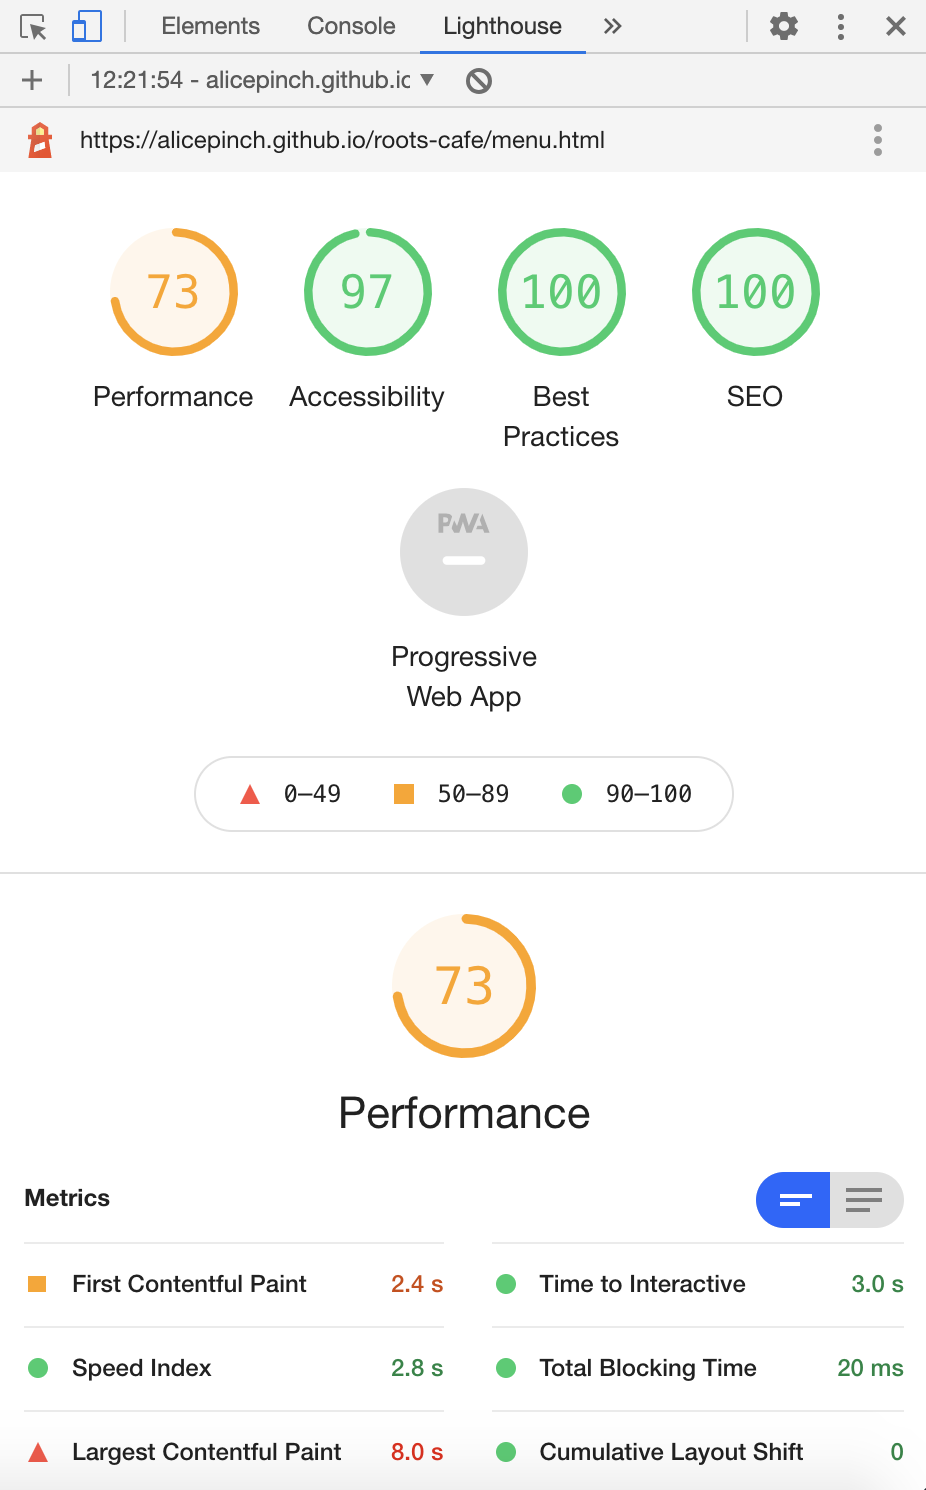 Elements Console Lighthouse »
+ 12:21:54 - alicepinch.github.io
https://alicepinch.github.io/roots-cafe/menu.html
73 97 100 100
Performance Accessibility Best Practices SEO
PWA
Progressive
Web App
0–49 50–89 90–100
73
Performance
Metrics
First Contentful Paint 2.4 s
Time to Interactive 3.0 s
Speed Index 2.8 s
Total Blocking Time 20 ms
Largest Contentful Paint 8.0 s
Cumulative Layout Shift 0